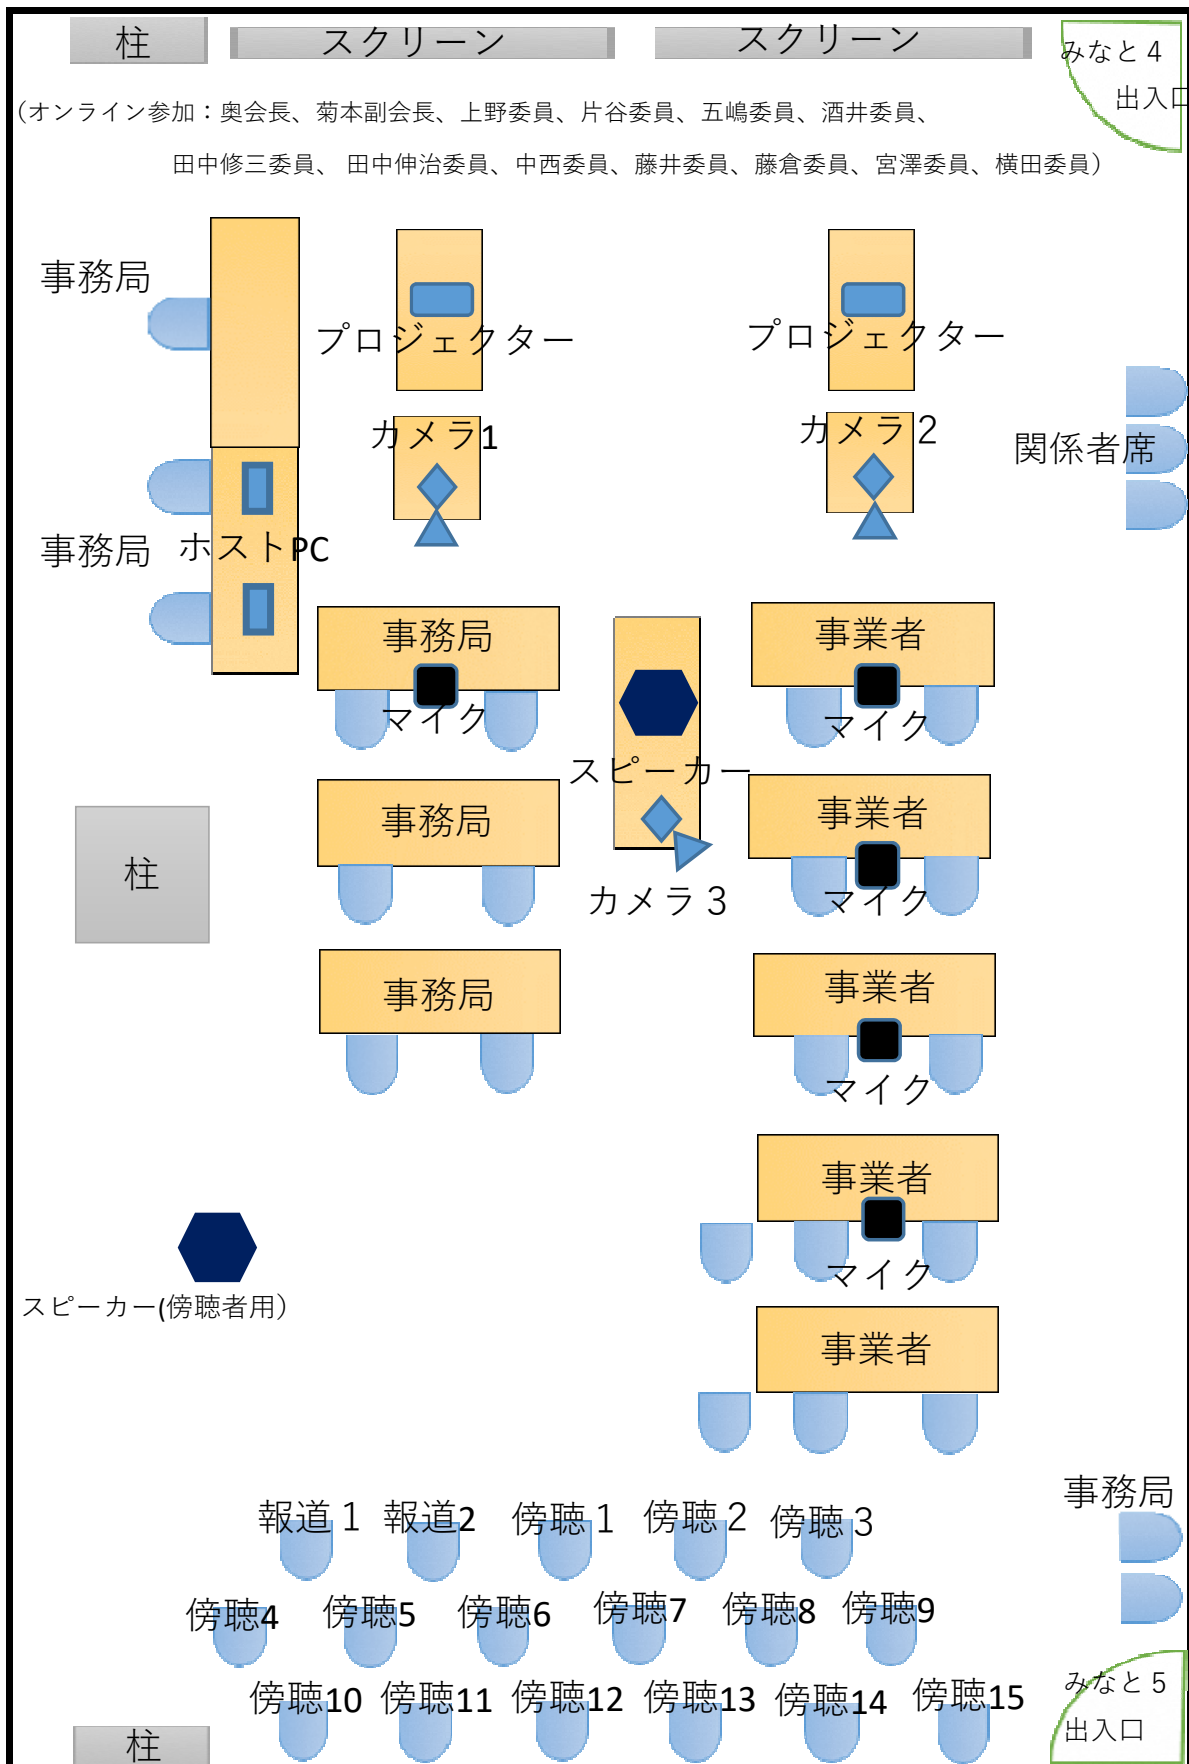 柱
スクリーン
スクリーン
みなと４
出入口
（オンライン参加：奥会長、菊本副会長、上野委員、片谷委員、五嶋委員、酒井委員、
田中修三委員、 田中伸治委員、中西委員、藤井委員、藤倉委員、宮澤委員、横田委員）
事務局
プロジェクター
プロジェクター
カメラ1
カメラ２
関係者席
事務局
ホストPC
事務局
マイク
事業者
マイク
スピーカー
事務局
事業者
マイク
柱
カメラ３
事務局
事業者
マイク
事業者
マイク
スピーカー(傍聴者用）
事業者
事務局
報道１
報道2
傍聴１
傍聴２
傍聴３
傍聴4
傍聴5
傍聴6
傍聴7
傍聴8
傍聴9
傍聴10
傍聴11
傍聴12
傍聴13
傍聴14
傍聴15
みなと５
出入口
柱